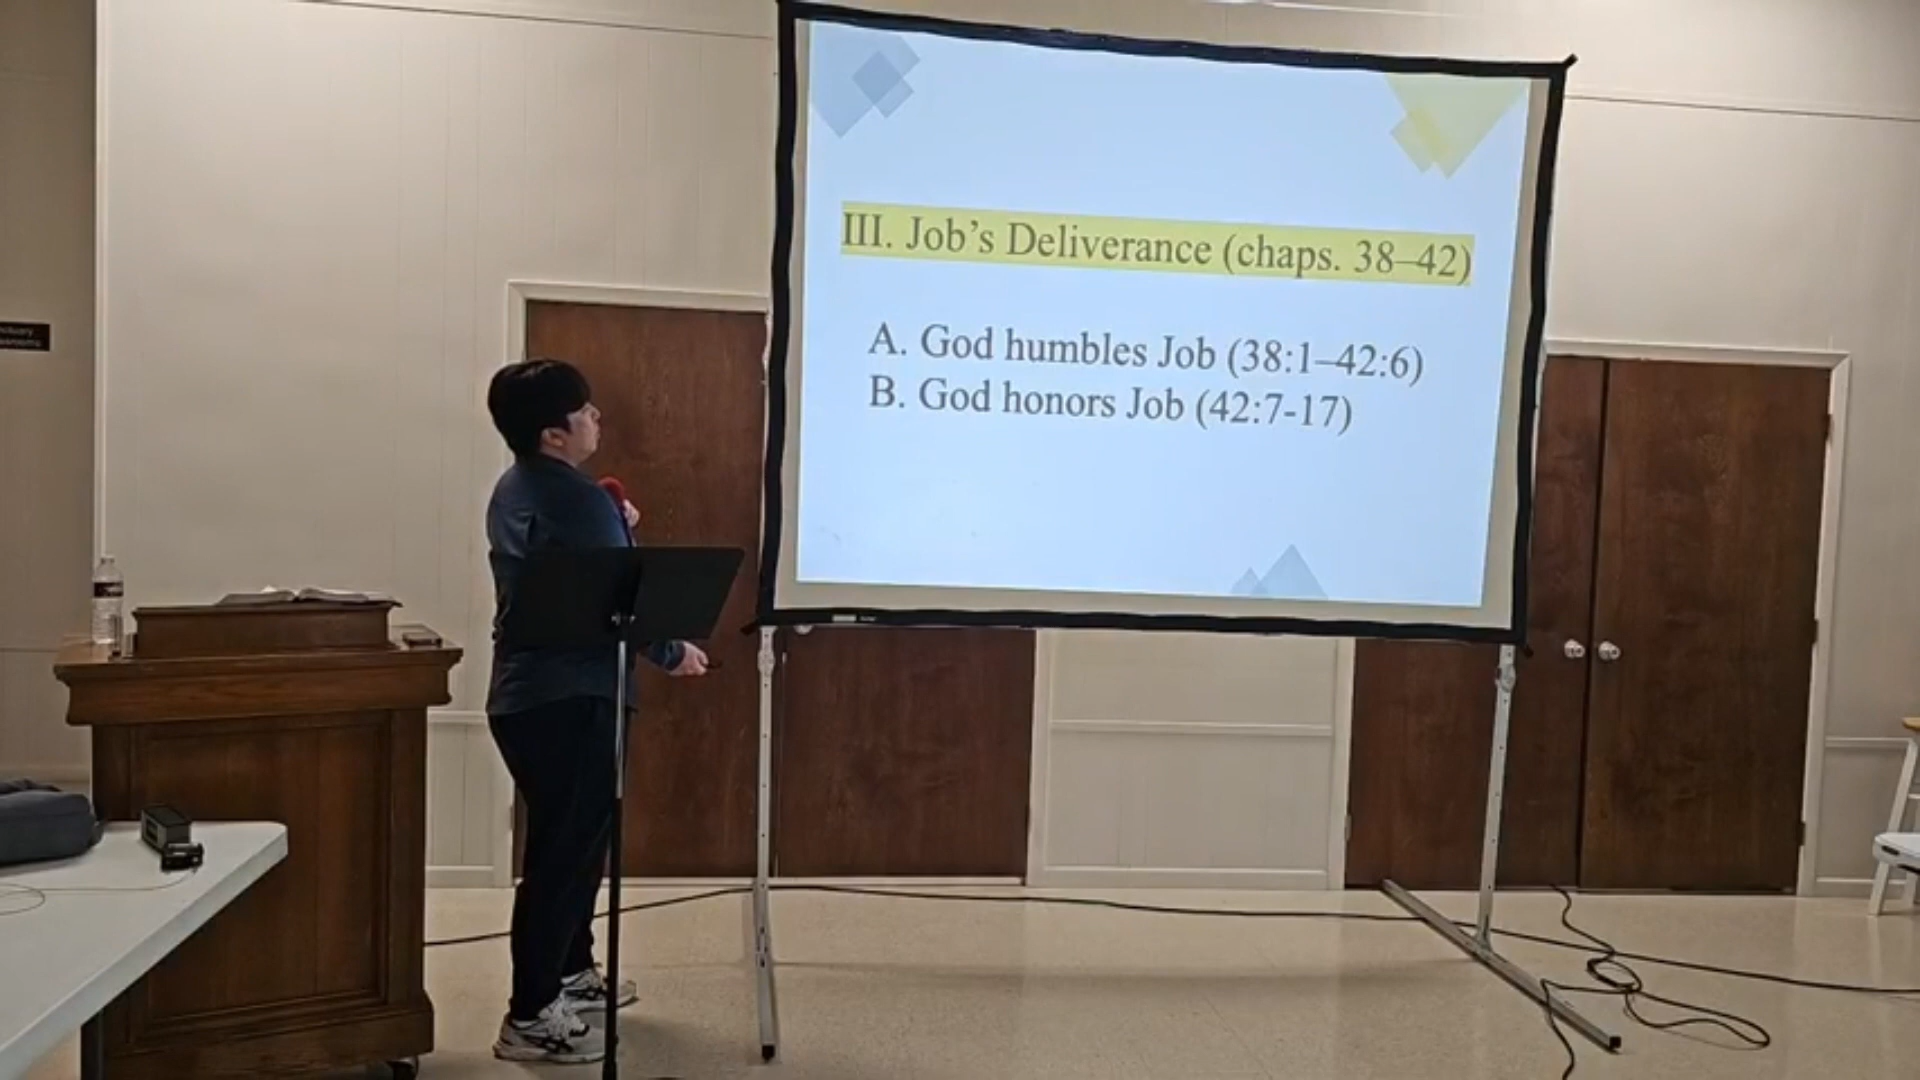 III. Job’s Deliverance (chaps. 38–42)
A. God humbles Job (38:1–42:6)
B. God honors Job (42:7-17)